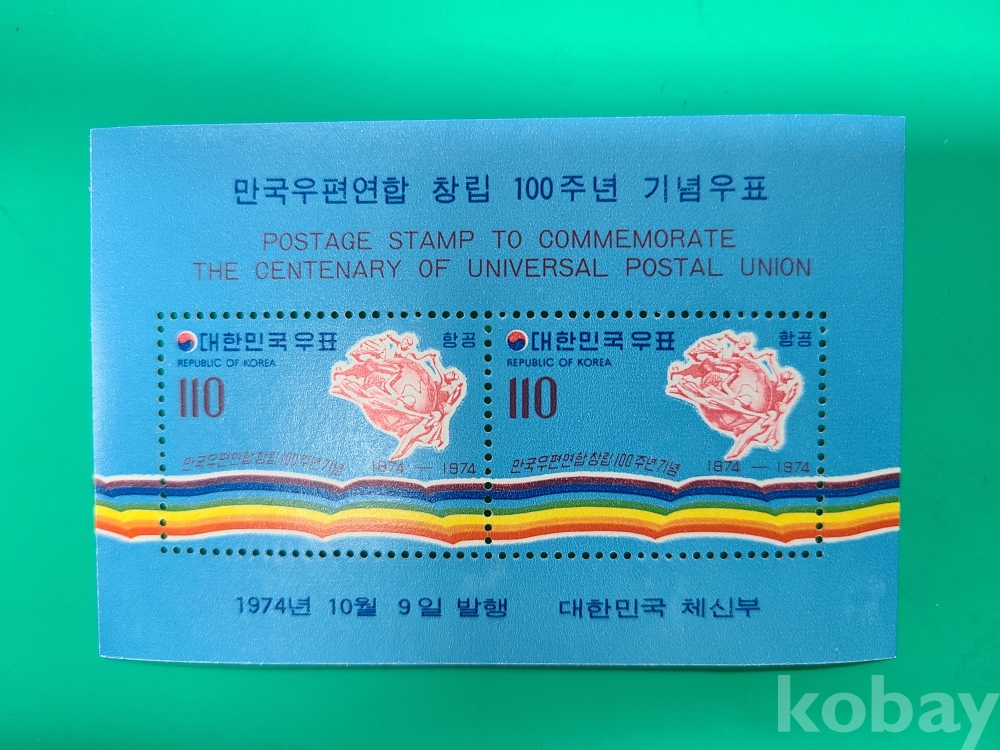 만국우편연합 창립 100주년 기념우표
POSTAGE STAMP TO COMMEMORATE
THE CENTENARY OF UNIVERSAL POSTAL UNION
대한민국우표 항공
REPUBLIC OF KOREA
110
만국우편연합창립100주년기념 1874 – 1974
대한민국우표 항공
REPUBLIC OF KOREA
110
만국우편연합창립100주년기념 1874 – 1974
1974년 10월 9일 발행 대한민국 체신부
kobay